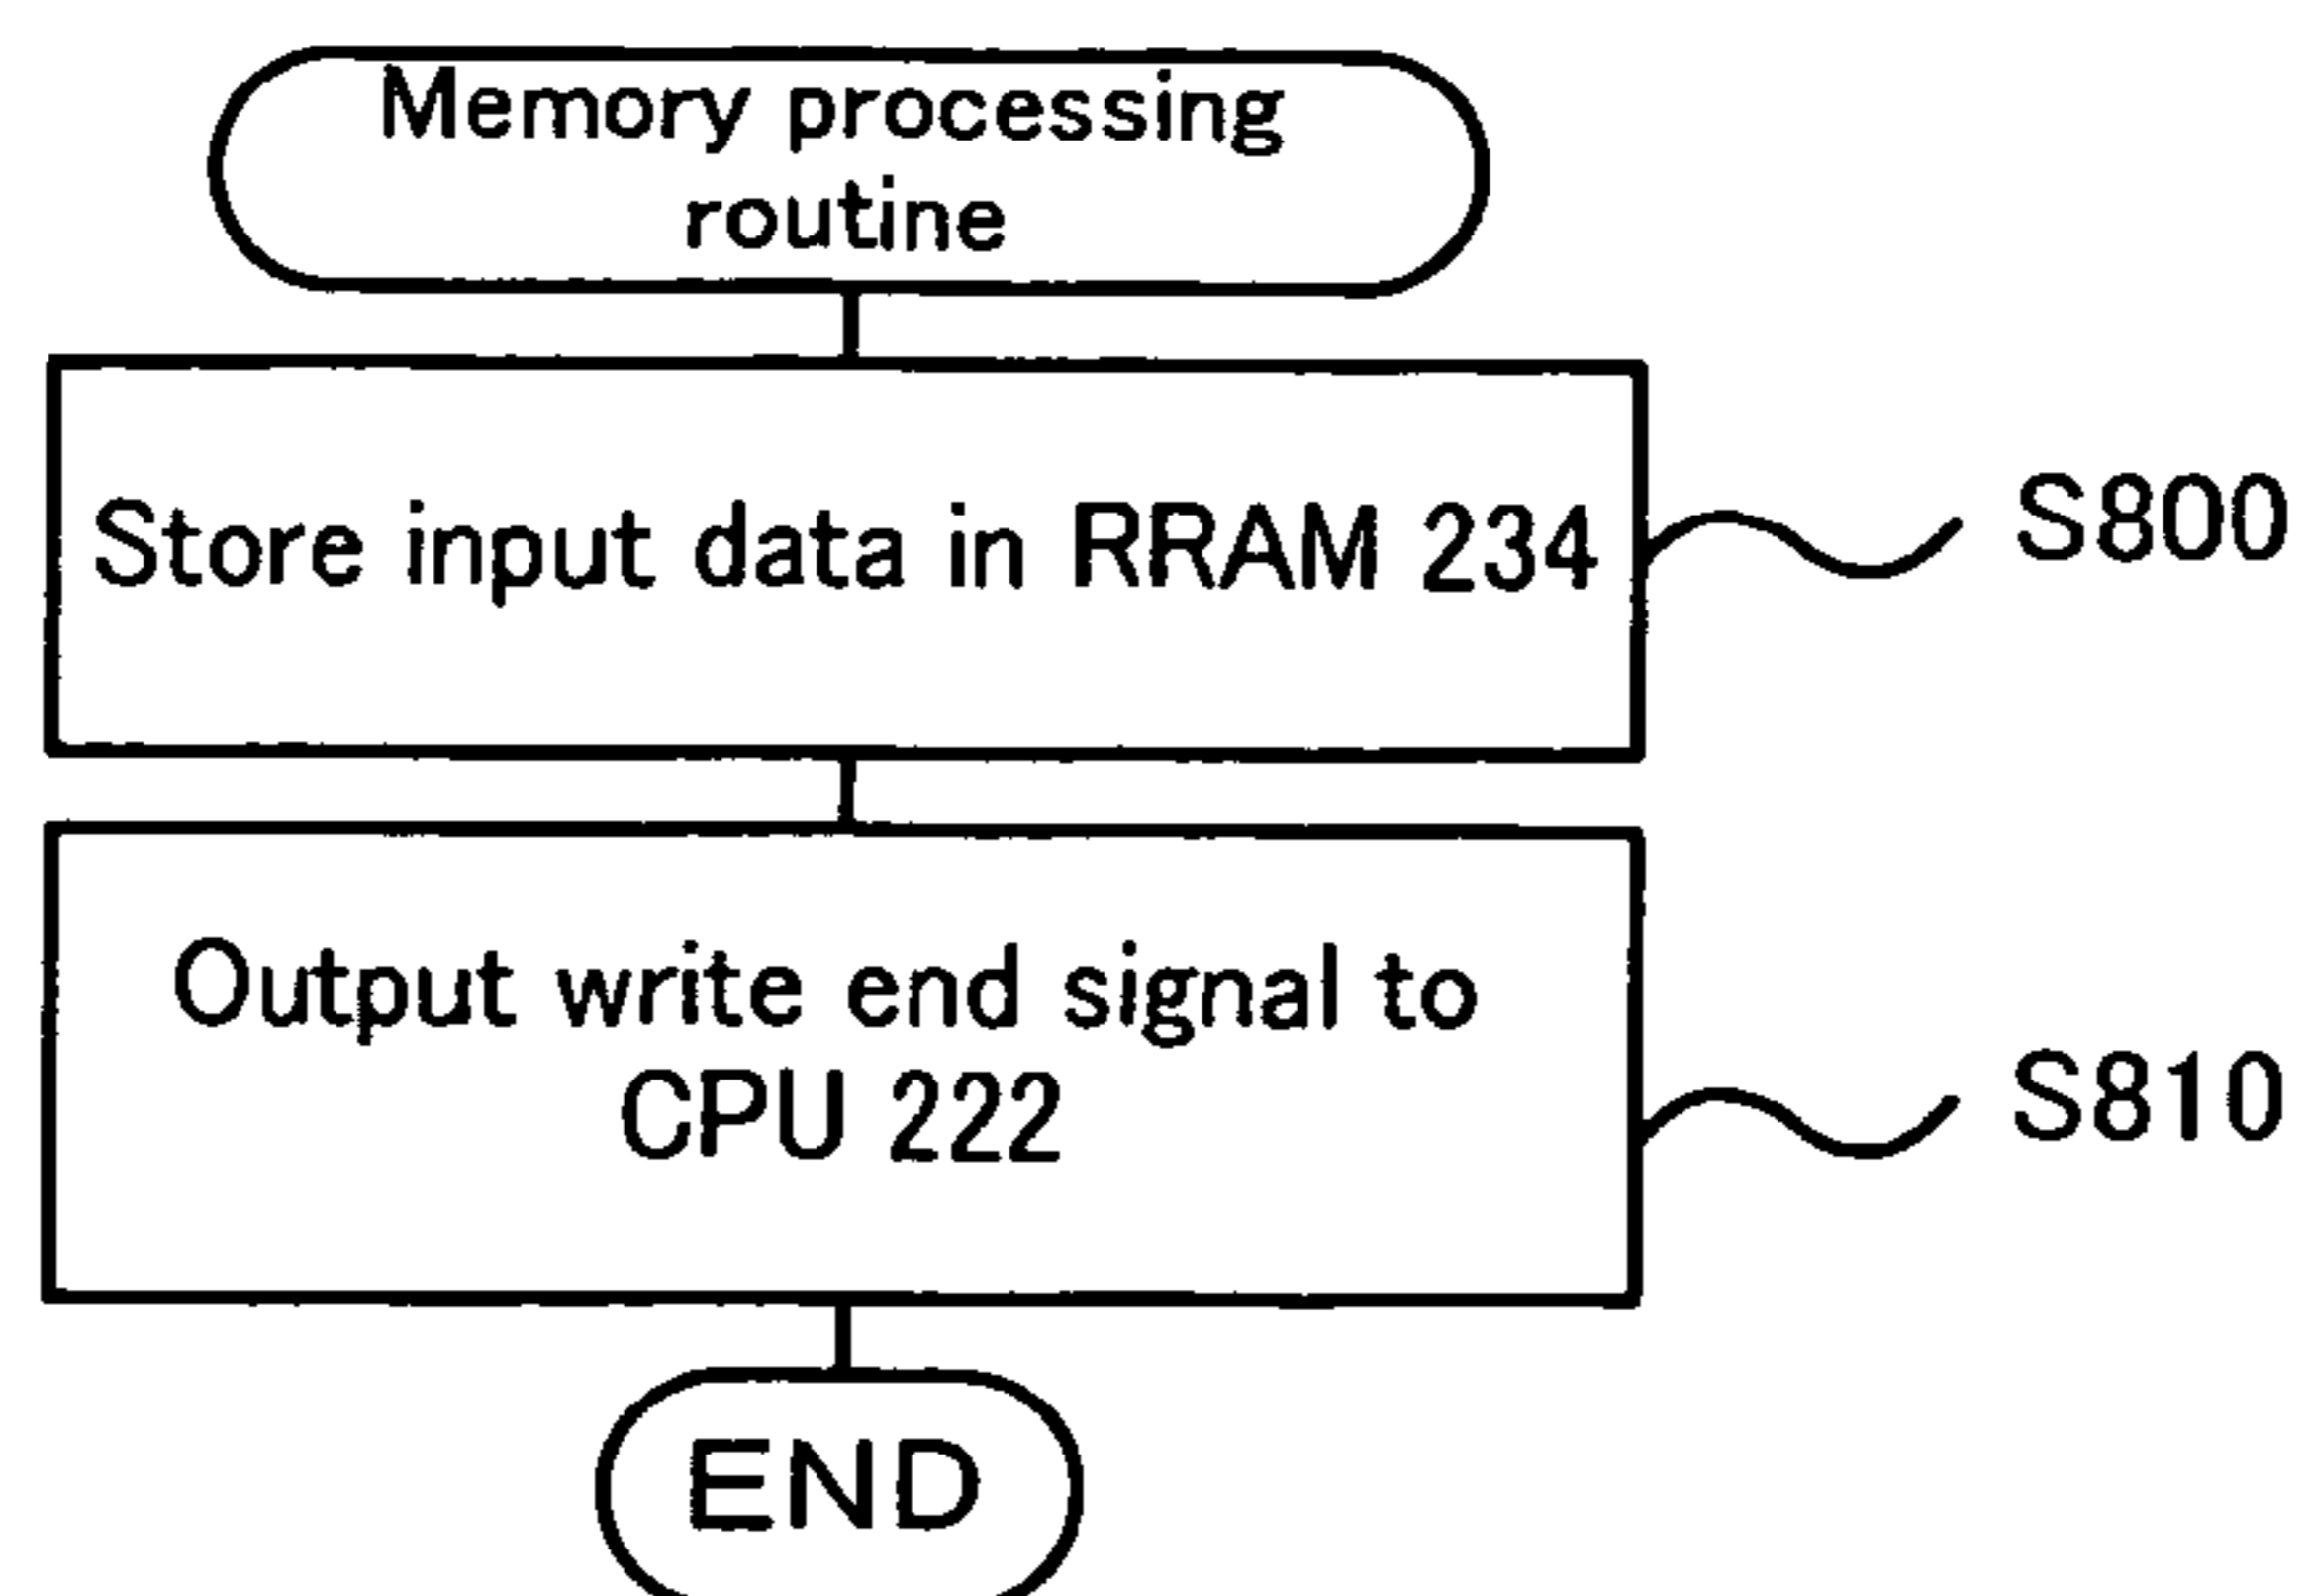 Memory processing
routine
Store input data in RRAM 234
S800
Output write end signal to
CPU 222
S810
END